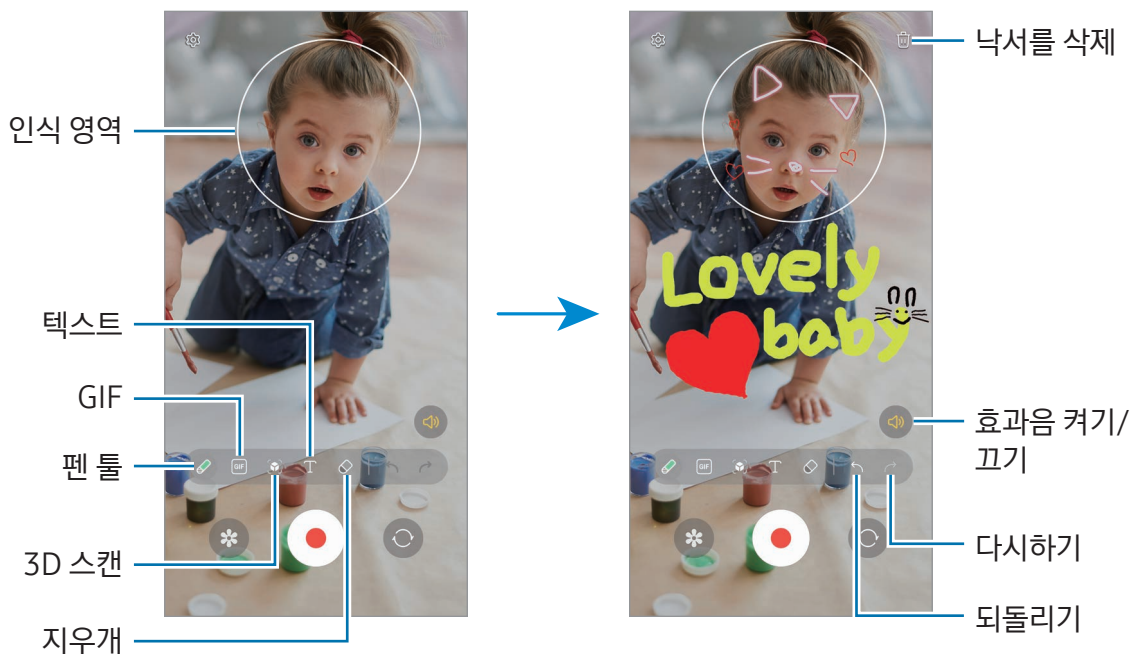 인식 영역
텍스트
GIF
펜 툴
3D 스캔
지우개
GIF
T
Lovely
baby
GIF
T
낙서를 삭제
효과음 켜기/
끄기
다시하기
되돌리기